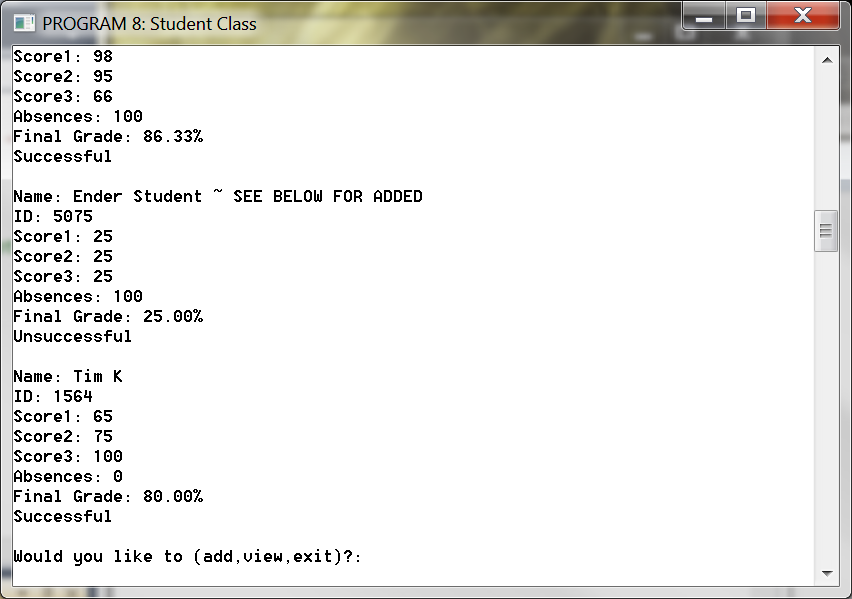 PROGRAM 8: Student Class
Score1: 98
Score2: 95
Score3: 66
Absences: 100
Final Grade: 86.33%
Successful
Name: Ender Student ~ SEE BELOW FOR ADDED
ID: 5075
Score1: 25
Score2: 25
Score3: 25
Absences: 100
Final Grade: 25.00%
Unsuccessful
Name: Tim K
ID: 1564
Score1: 65
Score2: 75
Score3: 100
Absences: 0
Final Grade: 80.00%
Successful
Would you like to (add,view,exit)?: